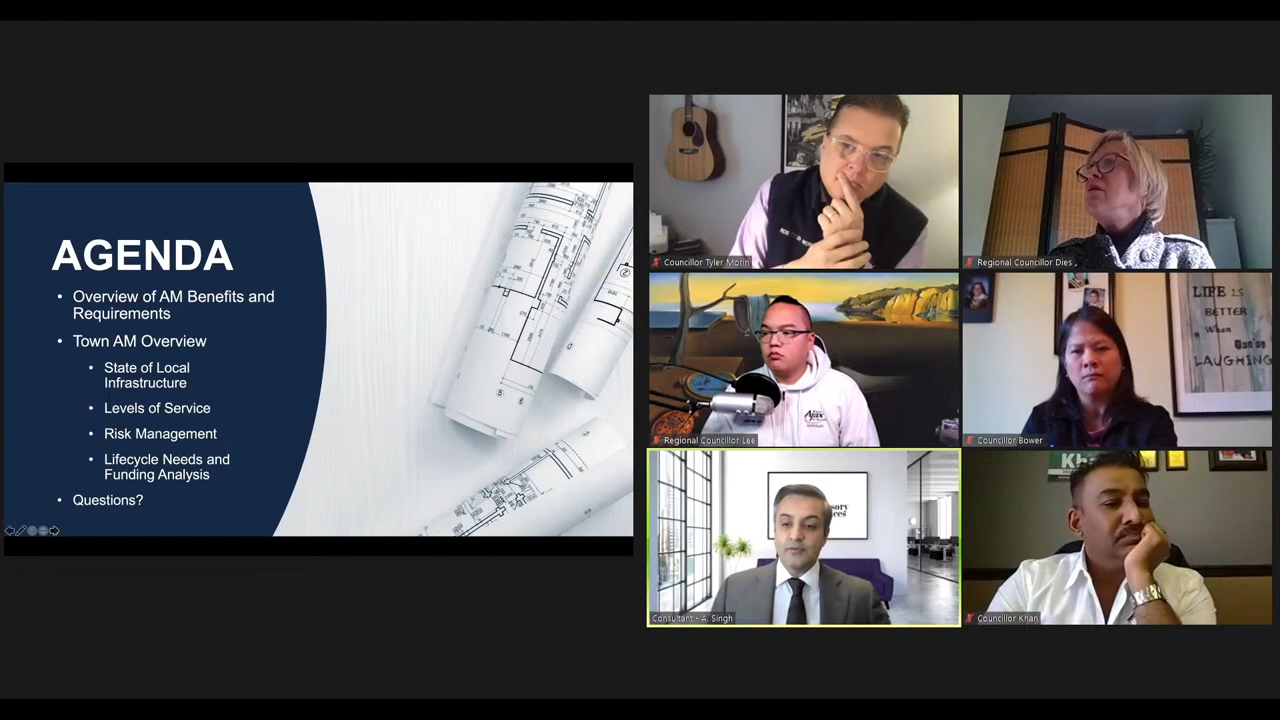 AGENDA
• Overview of AM Benefits and
Requirements
• Town AM Overview
• State of Local
Infrastructure
• Levels of Service
• Risk Management
• Lifecycle Needs and
Funding Analysis
• Questions?
Councillor Tyler Morin
Regional Councillor Dies
Ajax
Regional Councillor Lee
LIFE is
BETTER
When
LAUGHING
Councillor Bower
Consultant - A. Singh
Kh
Councillor Khan